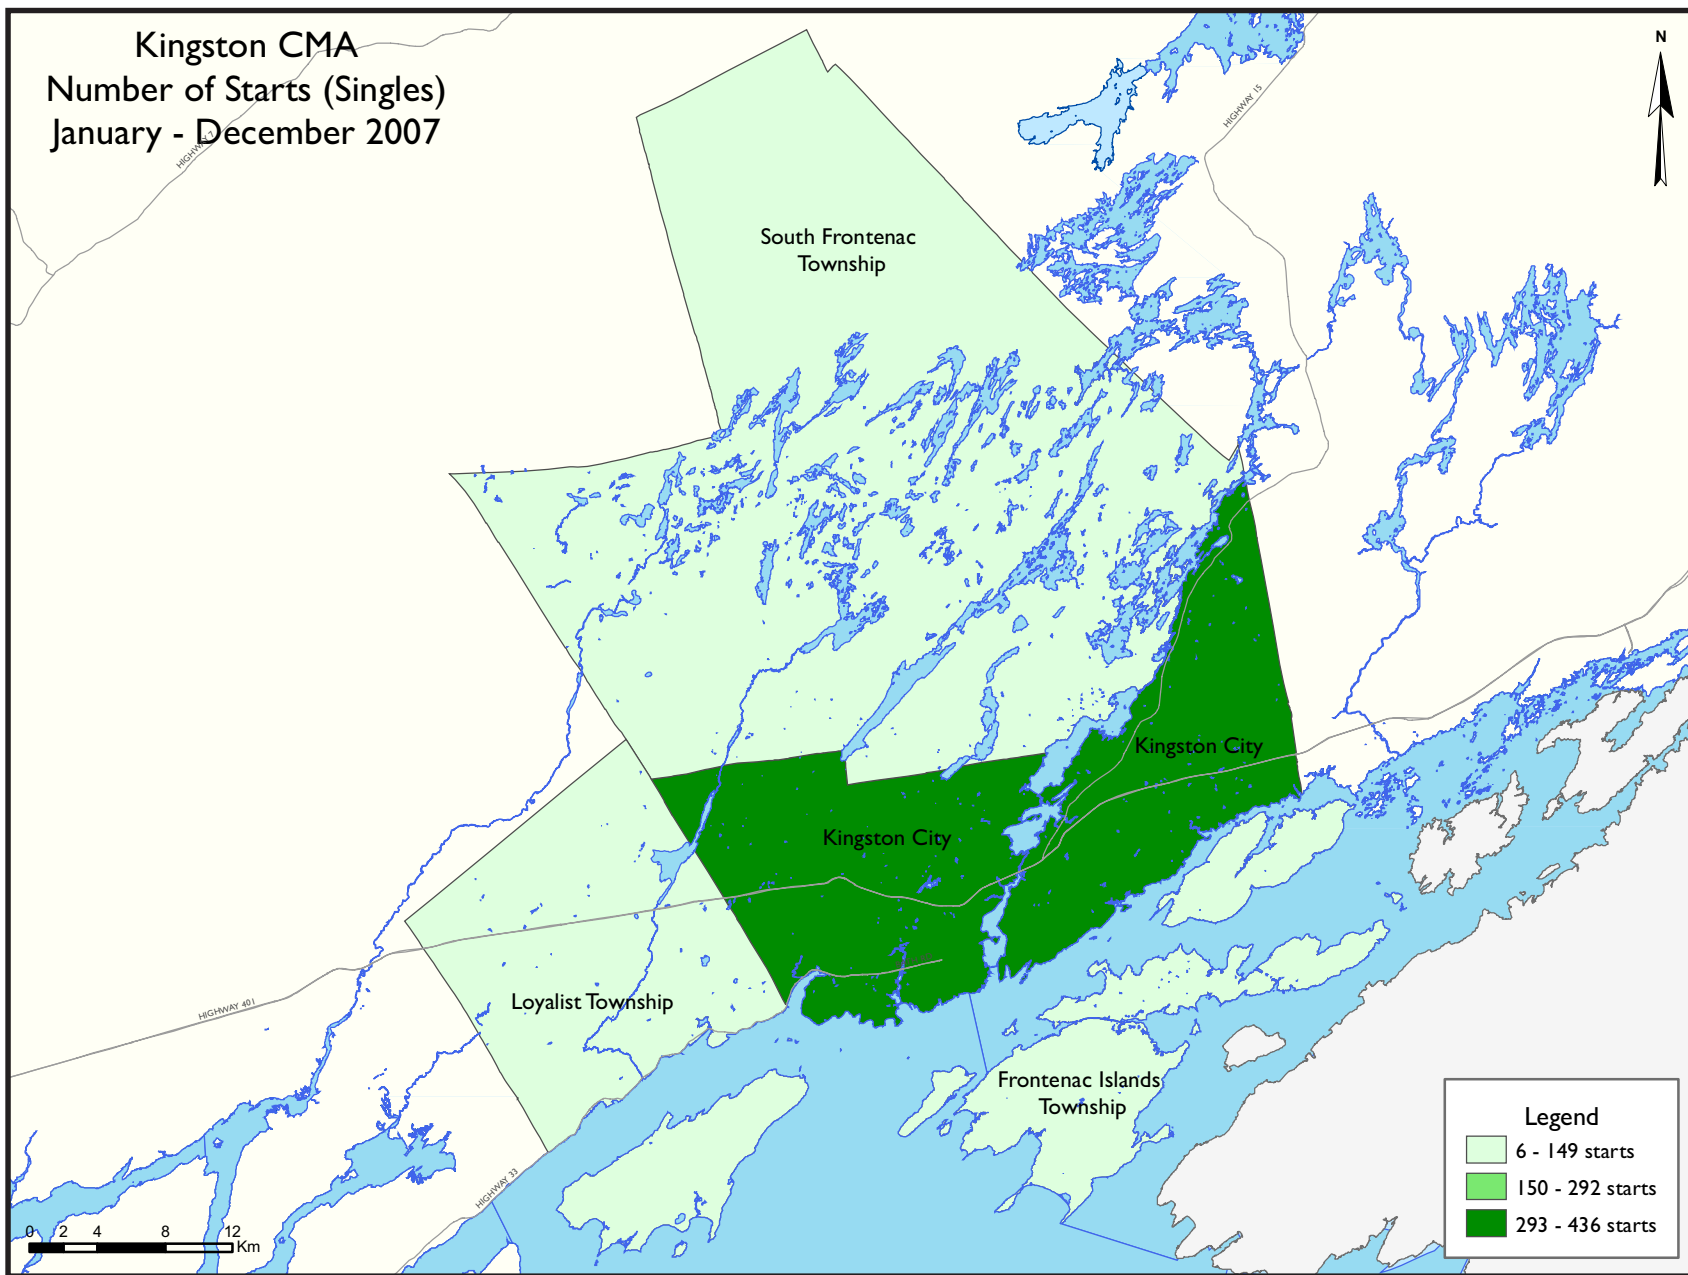 Kingston CMA
Number of Starts (Singles)
January - December 2007
N
HIGHWAY 15
HIGHWAY 7
South Frontenac
Township
Kingston City
Kingston City
Loyalist Township
HIGHWAY 401
Frontenac Islands
Township
HIGHWAY 33
Legend
6 - 149 starts
150 - 292 starts
293 - 436 starts
0 2 4 8 12
Km